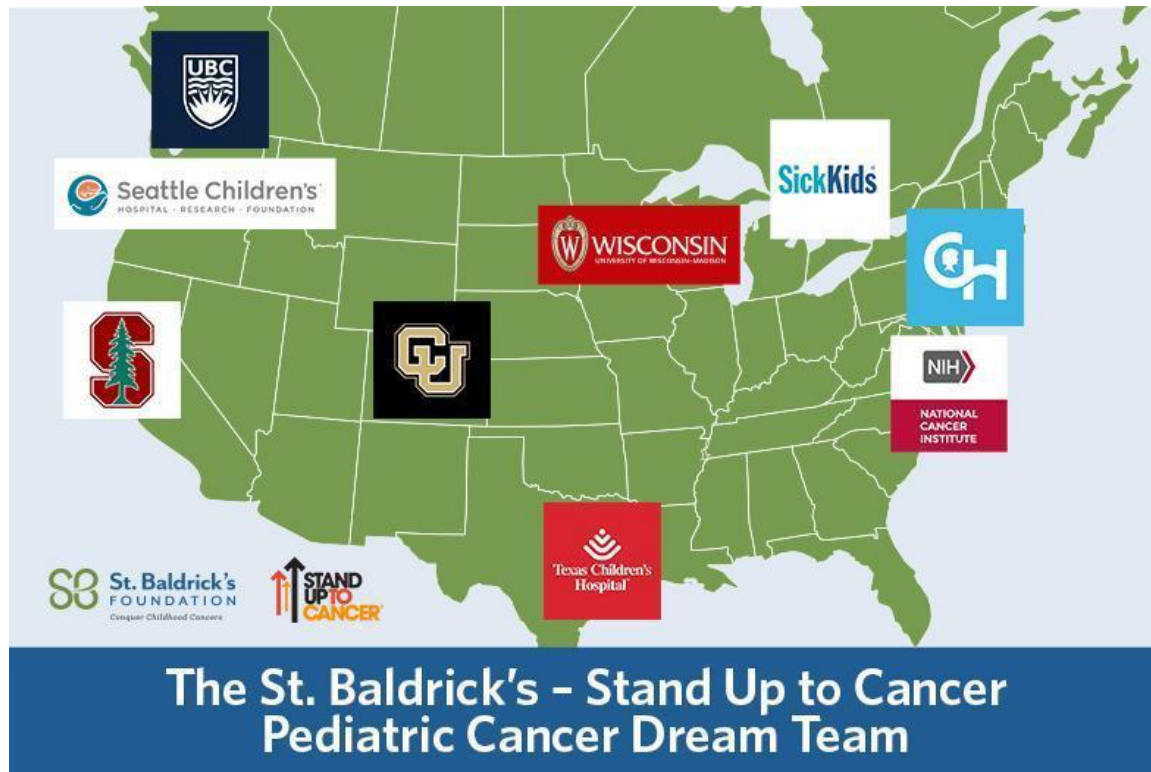 UBC
Seattle Children's
HOSPITAL · RESEARCH · FOUNDATION
SickKids®
W WISCONSIN
UNIVERSITY OF WISCONSIN-MADISON
CH
S
CU
NIH
NATIONAL
CANCER
INSTITUTE
Texas Children's
Hospital
St. Baldrick's
FOUNDATION
Conquer Childhood Cancers
STAND
UP TO
CANCER
The St. Baldrick's – Stand Up to Cancer
Pediatric Cancer Dream Team